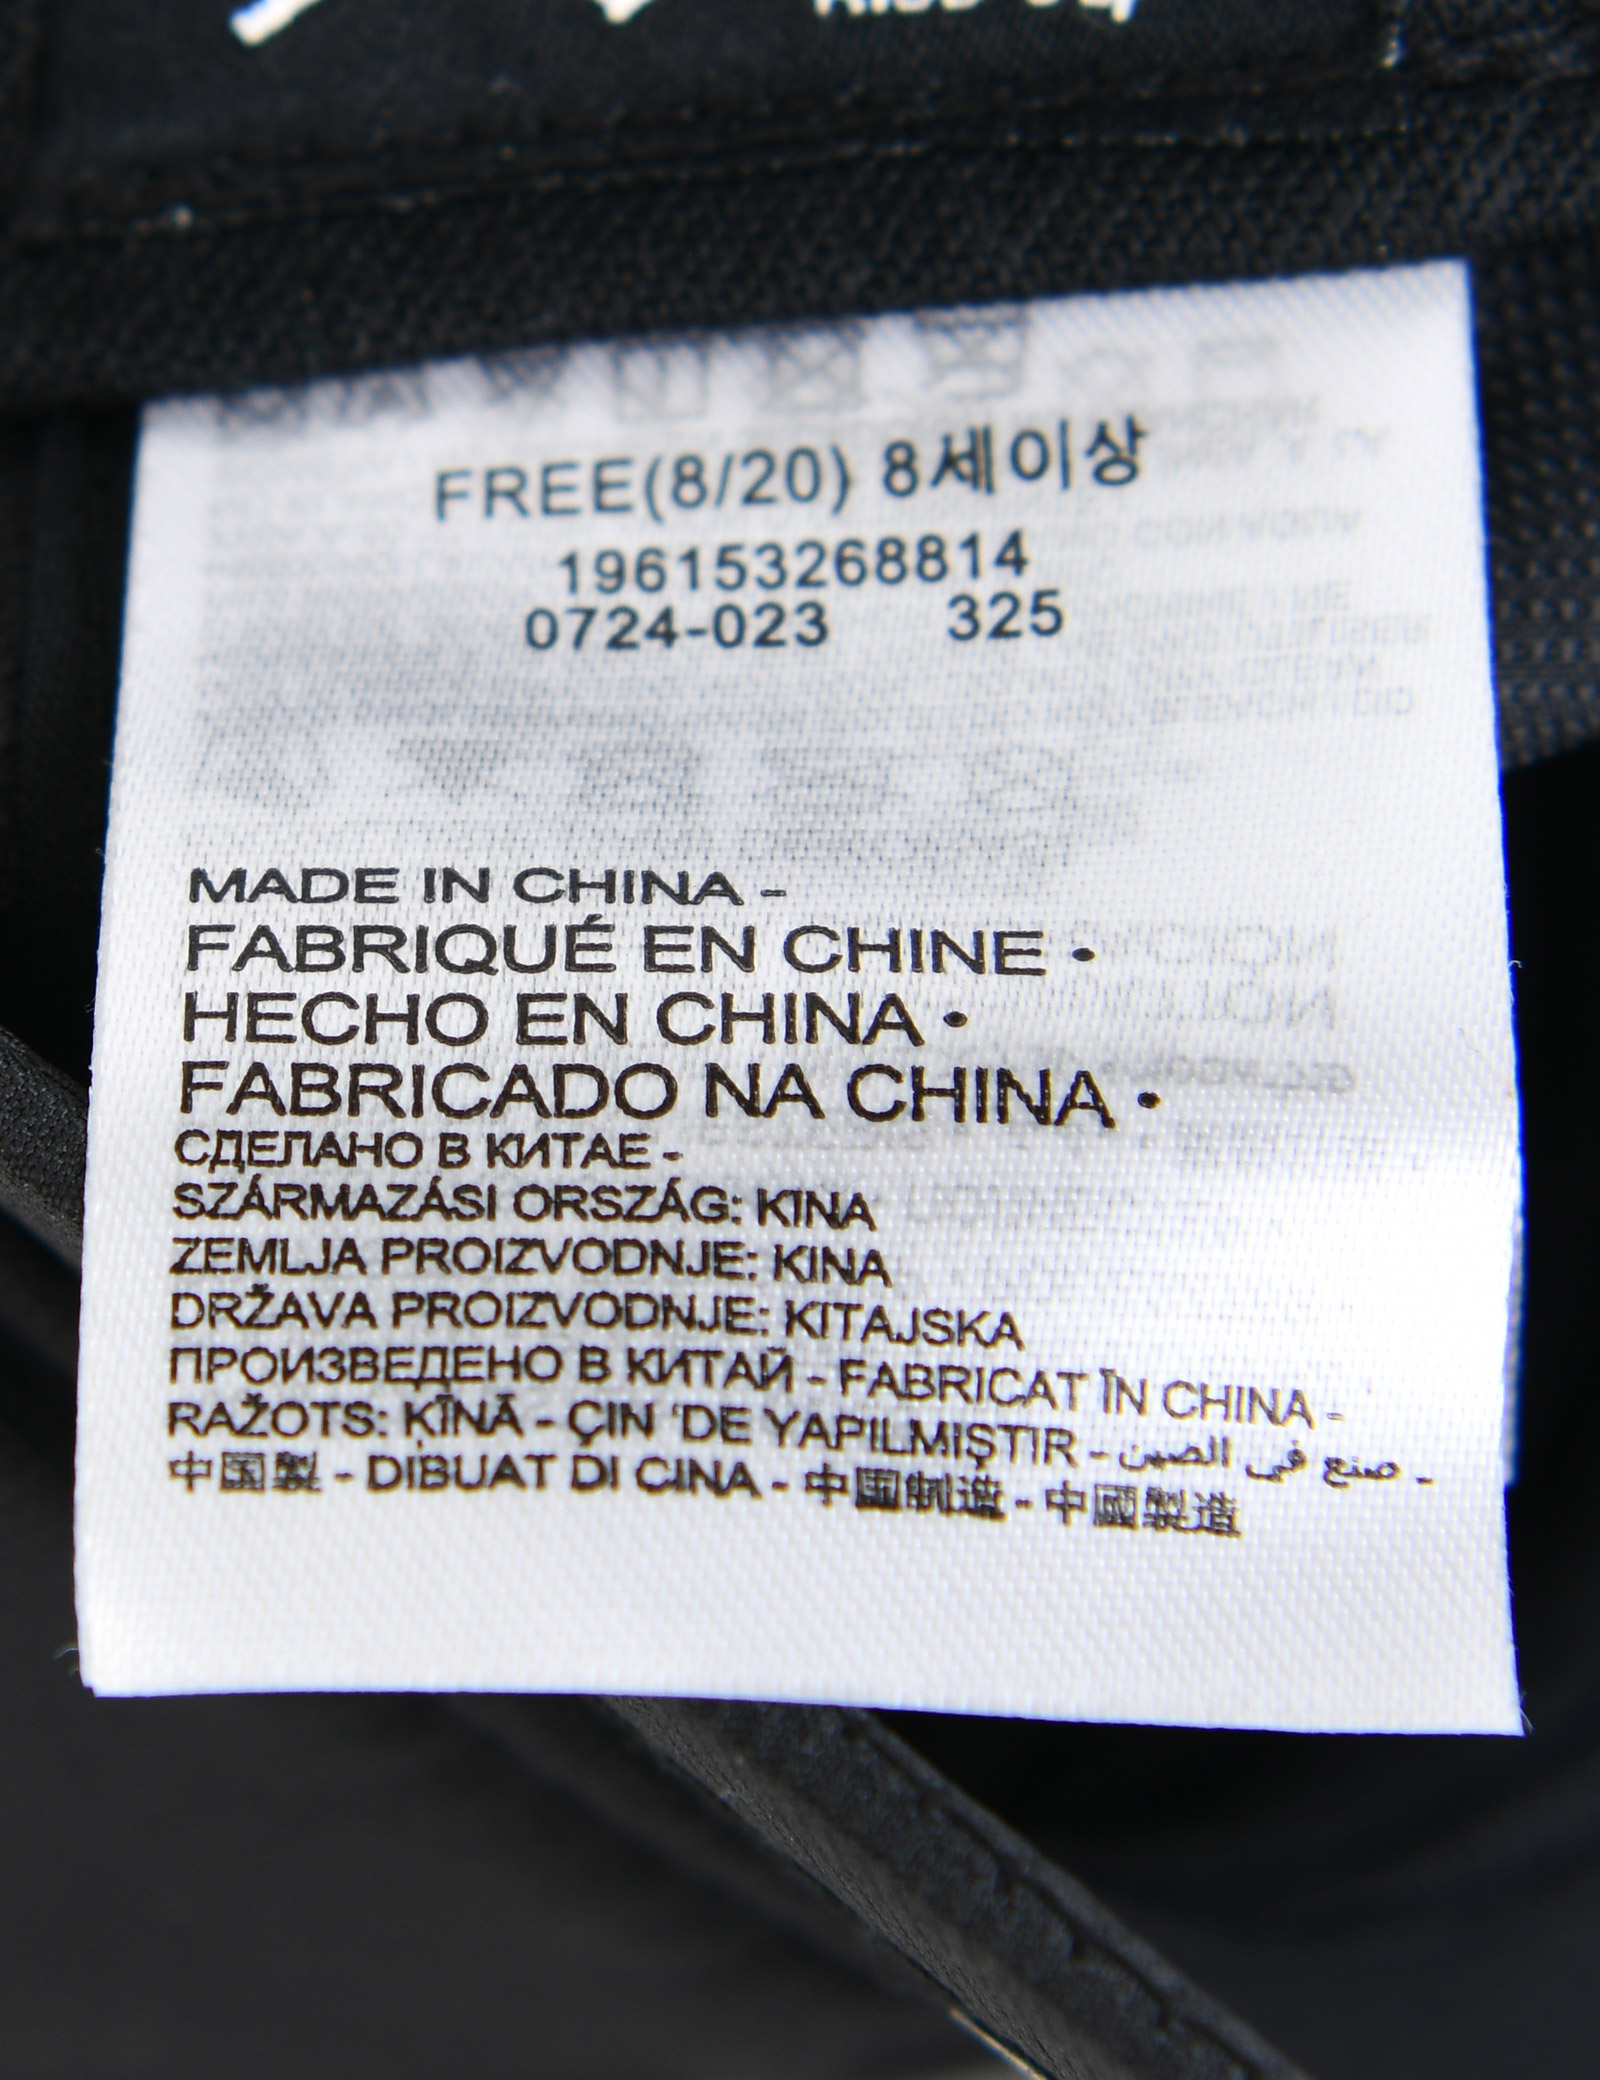 FREE(8/20) 8세이상
196153268814
0724-023 325
MADE IN CHINA -
FABRIQUÉ EN CHINE •
HECHO EN CHINA •
FABRICADO NA CHINA •
СДЕЛАНО В КИТАЕ -
SZÁRMAZÁSI ORSZÁG: KINA
ZEMLJA PROIZVODNJE: KINA
DRŽAVA PROIZVODNJE: KITAJSKA
ПРОИЗВЕДЕНО В КИТАЙ - FABRICAT ÎN CHINA -
RAŽOTS: ĶĪNĀ - ÇIN 'DE YAPILMIŞTIR - صنع في الصين -
中国製 - DIBUAT DI CINA - 中國制造 - 中國製造